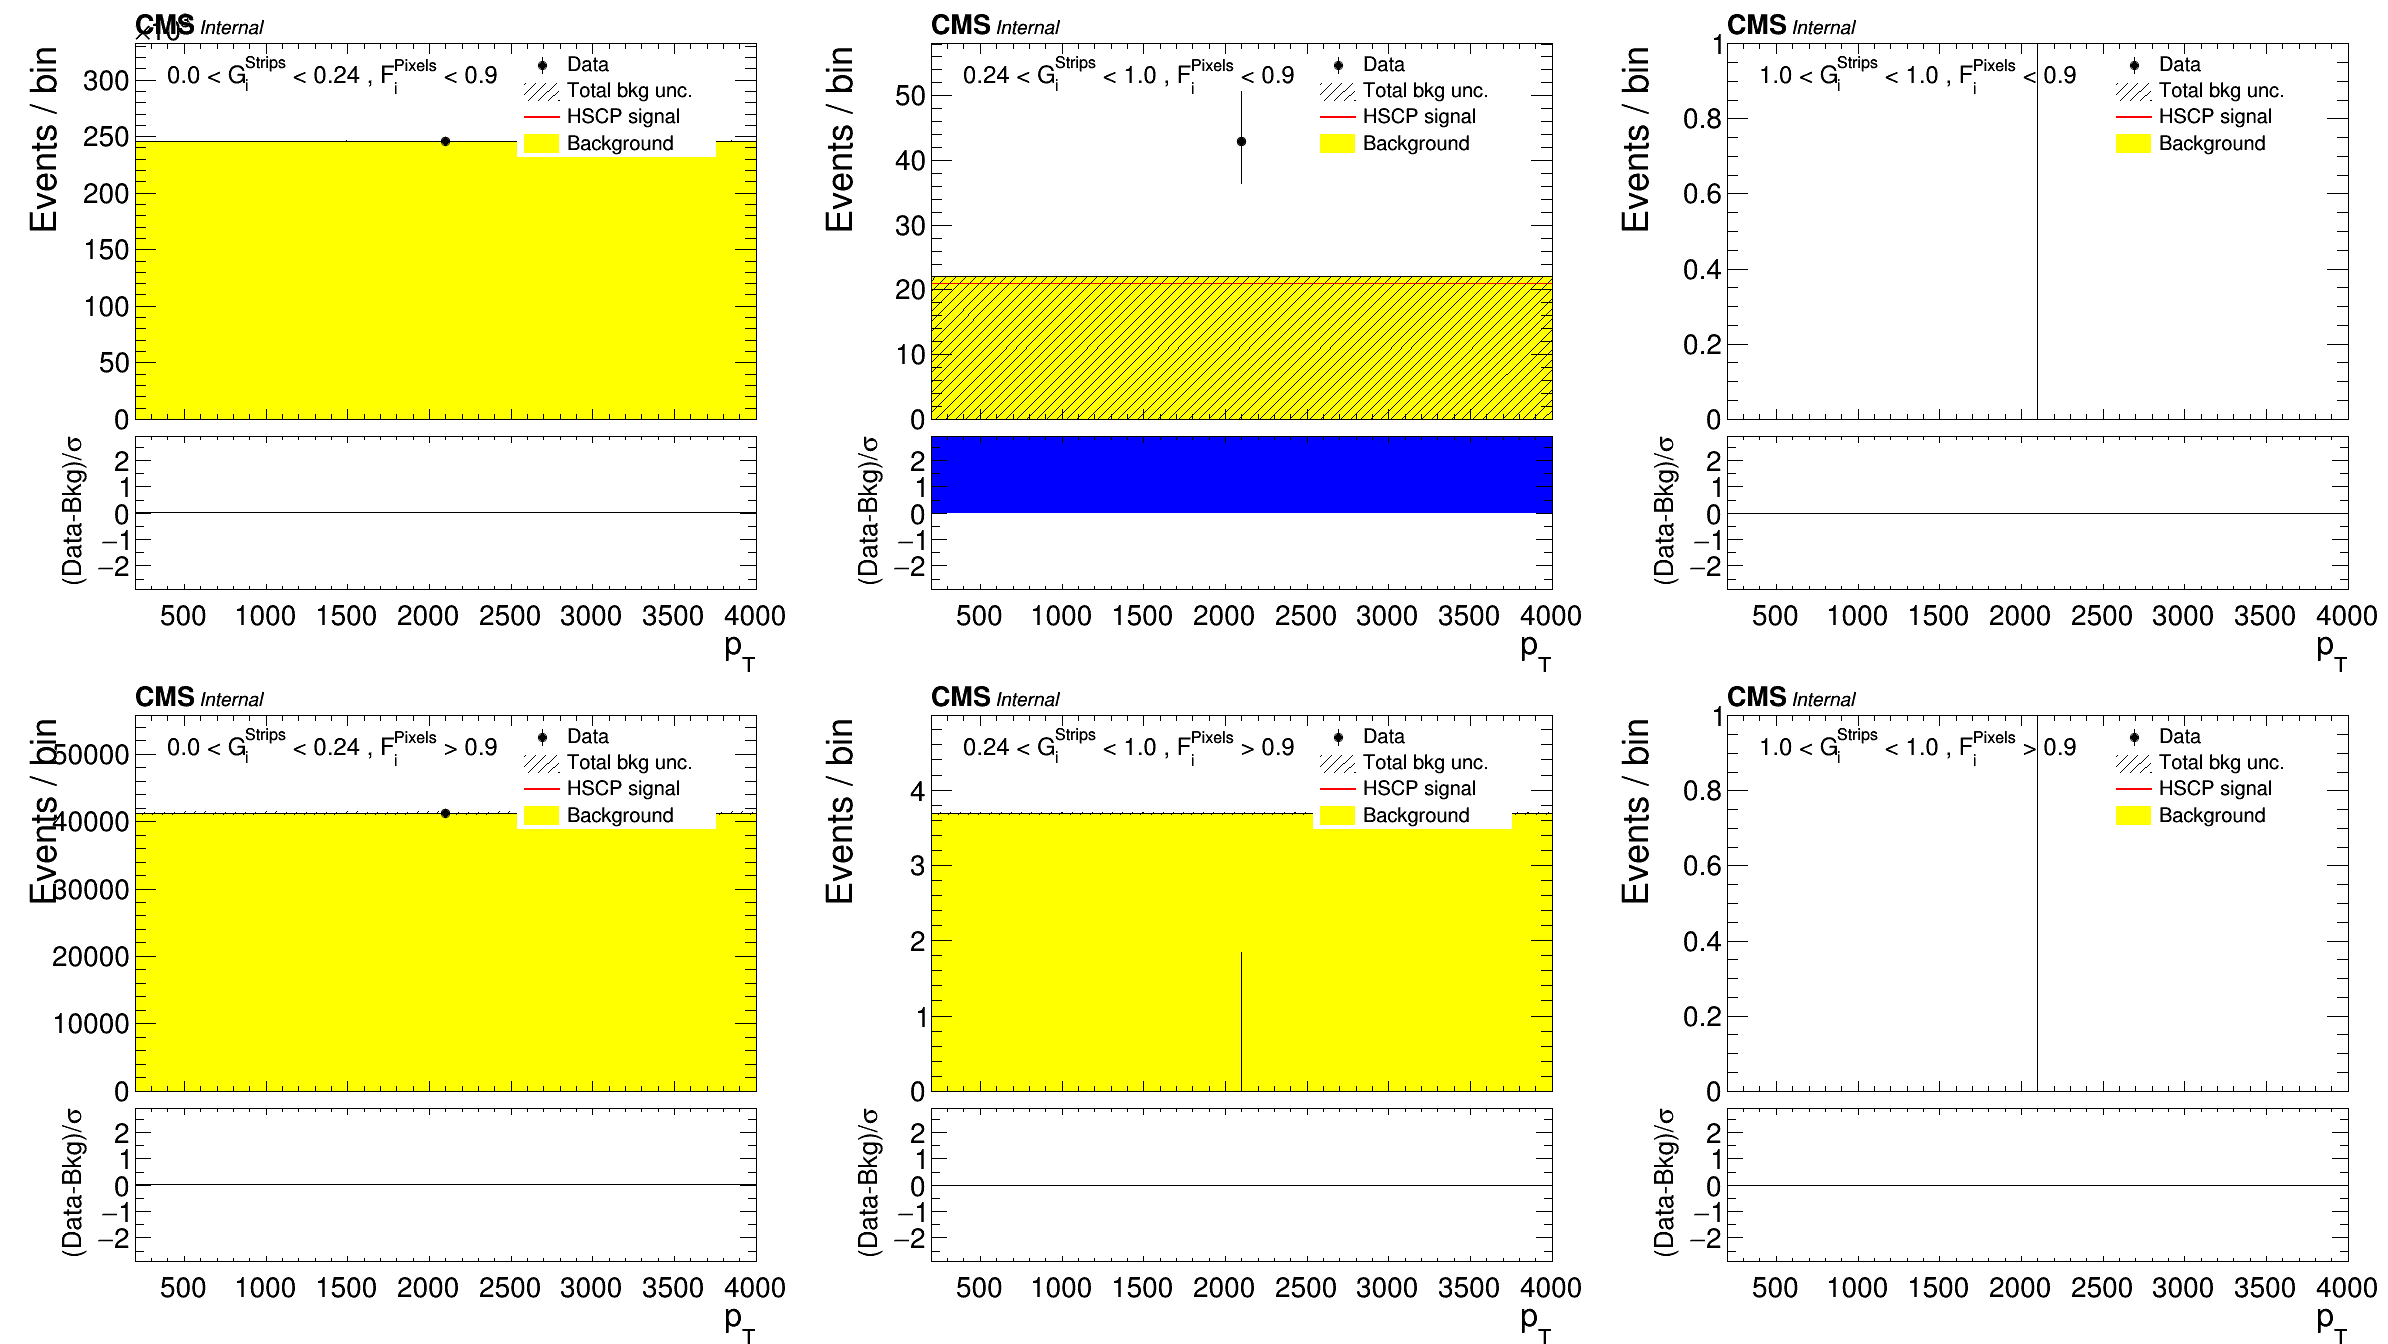 CMS Internal
×10³
Events / bin
0.0 < G_i^Strips < 0.24 , F_i^Pixels < 0.9
Data
Total bkg unc.
HSCP signal
Background
300
250
200
150
100
50
0
(Data-Bkg)/σ
2
1
0
−1
−2
500 1000 1500 2000 2500 3000 3500 4000
p_T
CMS Internal
Events / bin
0.24 < G_i^Strips < 1.0 , F_i^Pixels < 0.9
Data
Total bkg unc.
HSCP signal
Background
50
40
30
20
10
0
(Data-Bkg)/σ
2
1
0
−1
−2
500 1000 1500 2000 2500 3000 3500 4000
p_T
CMS Internal
Events / bin
1.0 < G_i^Strips < 1.0 , F_i^Pixels < 0.9
Data
Total bkg unc.
HSCP signal
Background
1
0.8
0.6
0.4
0.2
0
(Data-Bkg)/σ
2
1
0
−1
−2
500 1000 1500 2000 2500 3000 3500 4000
p_T
CMS Internal
Events / bin
0.0 < G_i^Strips < 0.24 , F_i^Pixels > 0.9
Data
Total bkg unc.
HSCP signal
Background
50000
40000
30000
20000
10000
0
(Data-Bkg)/σ
2
1
0
−1
−2
500 1000 1500 2000 2500 3000 3500 4000
p_T
CMS Internal
Events / bin
0.24 < G_i^Strips < 1.0 , F_i^Pixels > 0.9
Data
Total bkg unc.
HSCP signal
Background
4
3
2
1
0
(Data-Bkg)/σ
2
1
0
−1
−2
500 1000 1500 2000 2500 3000 3500 4000
p_T
CMS Internal
Events / bin
1.0 < G_i^Strips < 1.0 , F_i^Pixels > 0.9
Data
Total bkg unc.
HSCP signal
Background
1
0.8
0.6
0.4
0.2
0
(Data-Bkg)/σ
2
1
0
−1
−2
500 1000 1500 2000 2500 3000 3500 4000
p_T